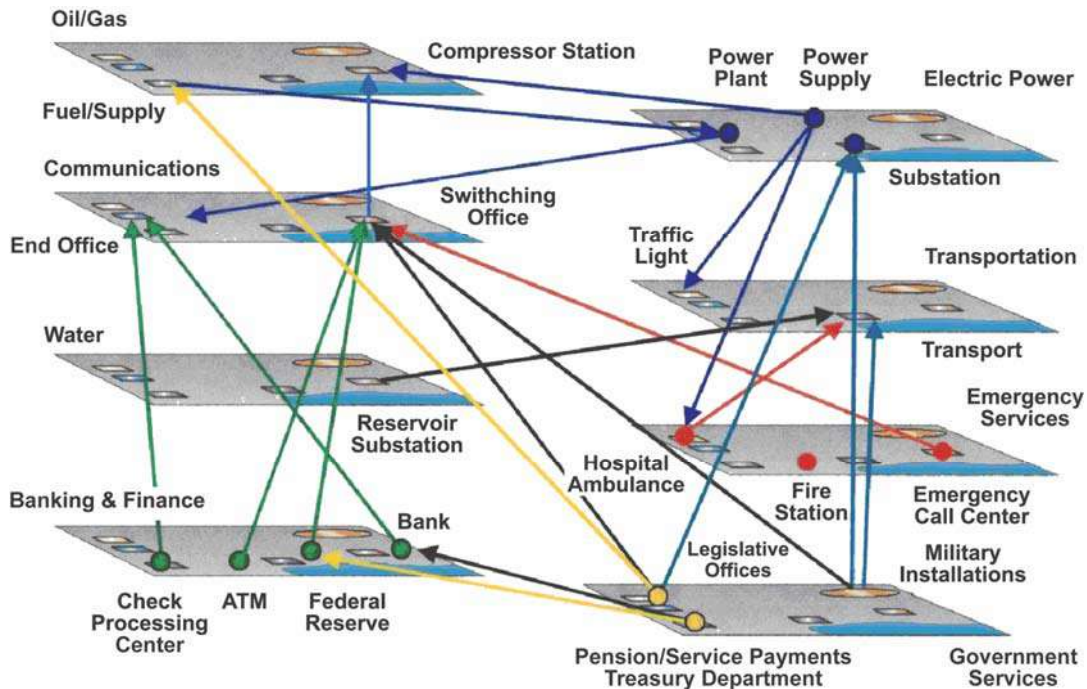 Oil/Gas
Compressor Station
Power
Plant
Power
Supply
Electric Power
Fuel/Supply
Communications
Swithching
Office
Substation
End Office
Traffic
Light
Transportation
Water
Transport
Reservoir
Substation
Emergency
Services
Hospital
Ambulance
Banking & Finance
Bank
Fire
Station
Emergency
Call Center
Legislative
Offices
Military
Installations
Check
Processing
Center
ATM
Federal
Reserve
Pension/Service Payments
Treasury Department
Government
Services